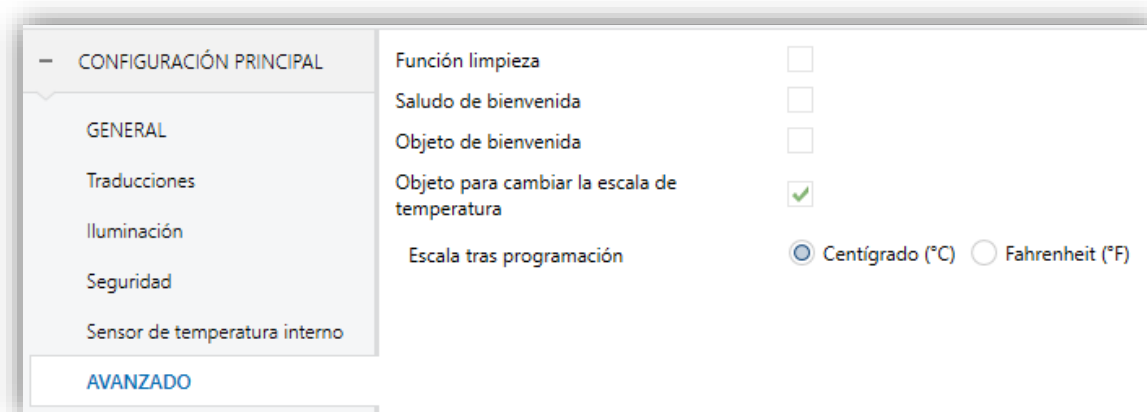 CONFIGURACIÓN PRINCIPAL
GENERAL
Traducciones
Iluminación
Seguridad
Sensor de temperatura interno
AVANZADO
Función limpieza
Saludo de bienvenida
Objeto de bienvenida
Objeto para cambiar la escala de
temperatura
Escala tras programación
Centígrado (°C) Fahrenheit (°F)